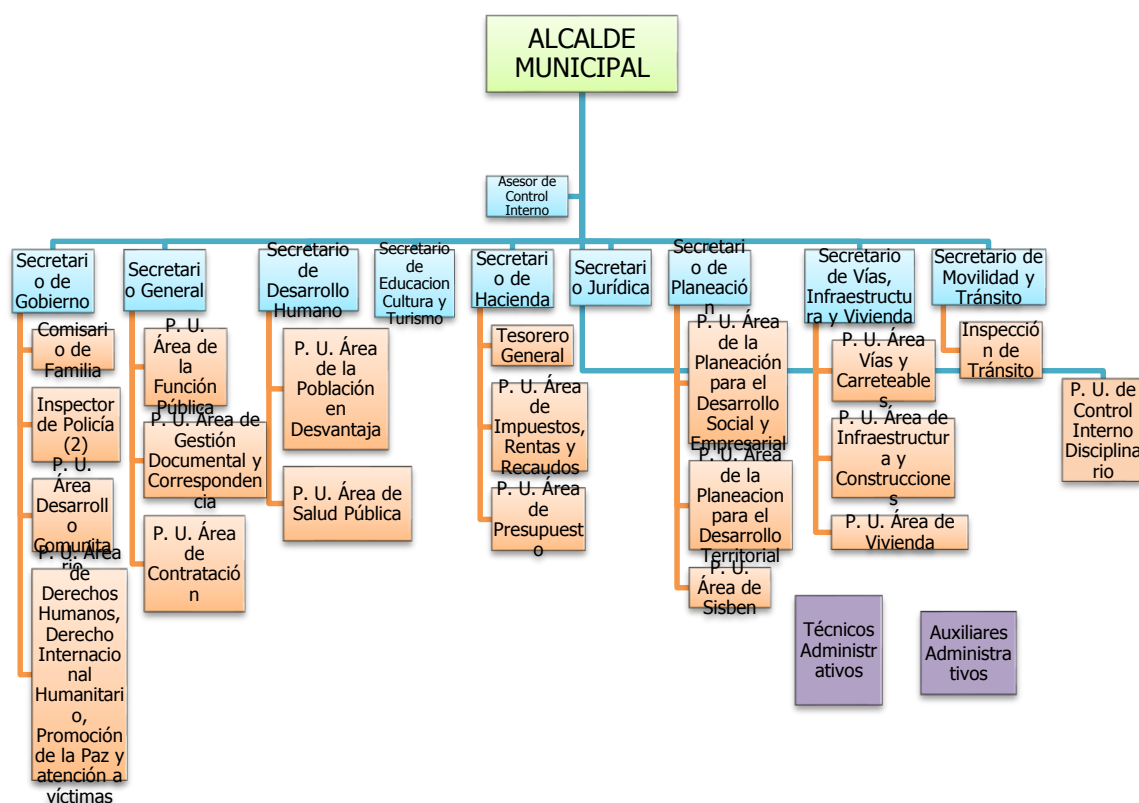 ALCALDE
MUNICIPAL
Asesor de
Control
Interno
Secretari
o de
Gobierno
Comisari
o de
Familia
Inspector
de Policía
(2)
P. U.
Área
Desarroll
o
Comunita
rio
P. U. Área
de
Derechos
Humanos,
Derecho
Internacio
nal
Humanitari
o,
Promoción
de la Paz y
atención a
víctimas
Secretari
o General
P. U.
Área de
la
Función
Pública
P. U. Área de
Gestión
Documental y
Corresponden
cia
P. U. Área
de
Contratació
n
Secretario
de
Desarrollo
Humano
P. U. Área
de la
Población
en
Desventaja
P. U. Área de
Salud Pública
Secretario
de
Educacion
Cultura y
Turismo
Secretari
o de
Hacienda
Tesorero
General
P. U. Área
de
Impuestos,
Rentas y
Recaudos
P. U. Área
de
Presupuest
o
Secretari
o Jurídica
Secretari
o de
Planeació
n
P. U. Área
de la
Planeación
para el
Desarrollo
Social y
Empresarial
P. U. Área
de la
Planeacion
para el
Desarrollo
Territorial
P. U.
Área de
Sisben
Secretario
de Vías,
Infraestructu
ra y Vivienda
P. U. Área
Vías y
Carreteable
s
P. U. Área de
Infraestructur
a y
Construccione
s
P. U. Área de
Vivienda
Secretario de
Movilidad y
Tránsito
Inspecció
n de
Tránsito
P. U. de
Control
Interno
Disciplina
rio
Técnicos
Administr
ativos
Auxiliares
Administra
tivos